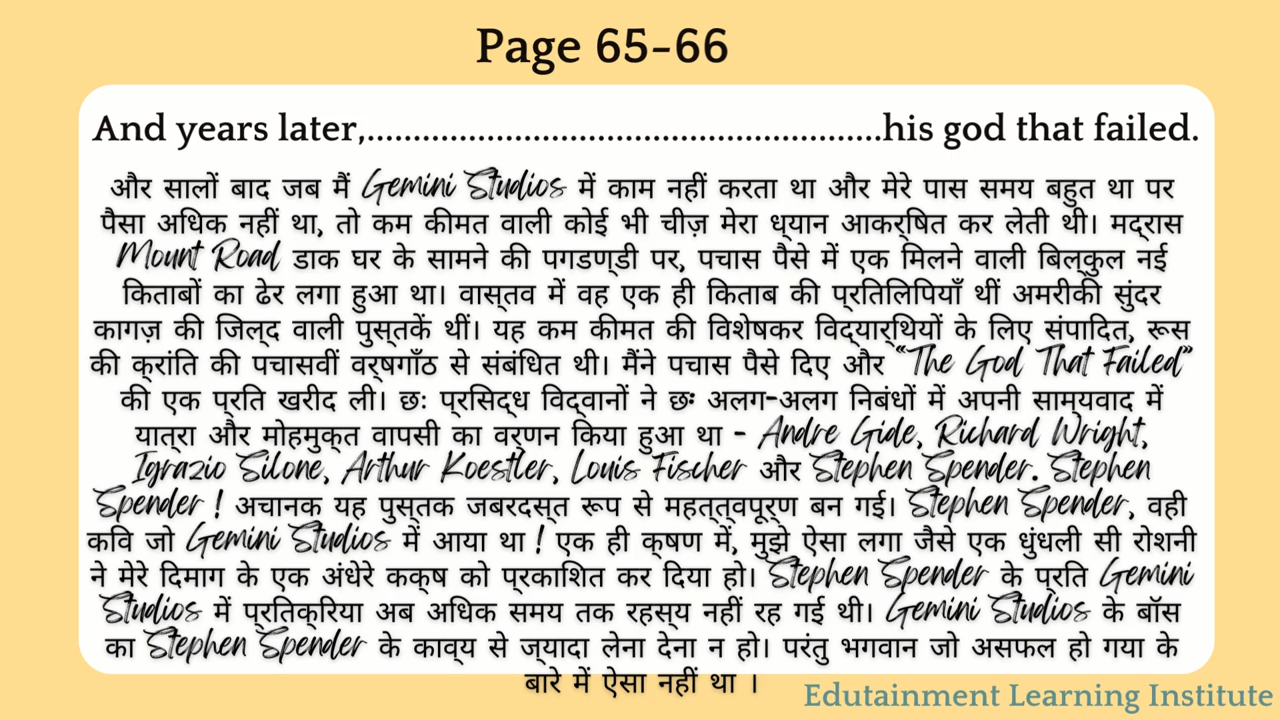 Page 65-66
And years later,.........................................................his god that failed.
और सालों बाद जब मैं Gemini Studios में काम नहीं करता था और मेरे पास समय बहुत था पर
पैसा अधिक नहीं था, तो कम कीमत वाली कोई भी चीज़ मेरा ध्यान आकर्षित कर लेती थी। मद्रास
Mount Road डाक घर के सामने की पगडण्डी पर, पचास पैसे में एक मिलने वाली बिल्कुल नई
किताबों का ढेर लगा हुआ था। वास्तव में वह एक ही किताब की प्रतिलिपियाँ थीं अमरीकी सुंदर
कागज़ की जिल्द वाली पुस्तकें थीं। यह कम कीमत की विशेषकर विद्यार्थियों के लिए संपादित, रूस
की क्रांति की पचासवीं वर्षगाँठ से संबंधित थी। मैंने पचास पैसे दिए और “The God That Failed”
की एक प्रति खरीद ली। छः प्रसिद्ध विद्वानों ने छः अलग-अलग निबंधों में अपनी साम्यवाद में
यात्रा और मोहमुक्त वापसी का वर्णन किया हुआ था - Andre Gide, Richard Wright,
Igrazio Silone, Arthur Koestler, Louis Fischer और Stephen Spender. Stephen
Spender ! अचानक यह पुस्तक जबरदस्त रूप से महत्त्वपूर्ण बन गई। Stephen Spender, वही
कवि जो Gemini Studios में आया था ! एक ही क्षण में, मुझे ऐसा लगा जैसे एक धुंधली सी रोशनी
ने मेरे दिमाग के एक अंधेरे कक्ष को प्रकाशित कर दिया हो। Stephen Spender के प्रति Gemini
Studios में प्रतिक्रिया अब अधिक समय तक रहस्य नहीं रह गई थी। Gemini Studios के बॉस
का Stephen Spender के काव्य से ज्यादा लेना देना न हो। परंतु भगवान जो असफल हो गया के
बारे में ऐसा नहीं था ।
Edutainment Learning Institute